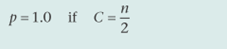 p = 1.0 if C = n/2